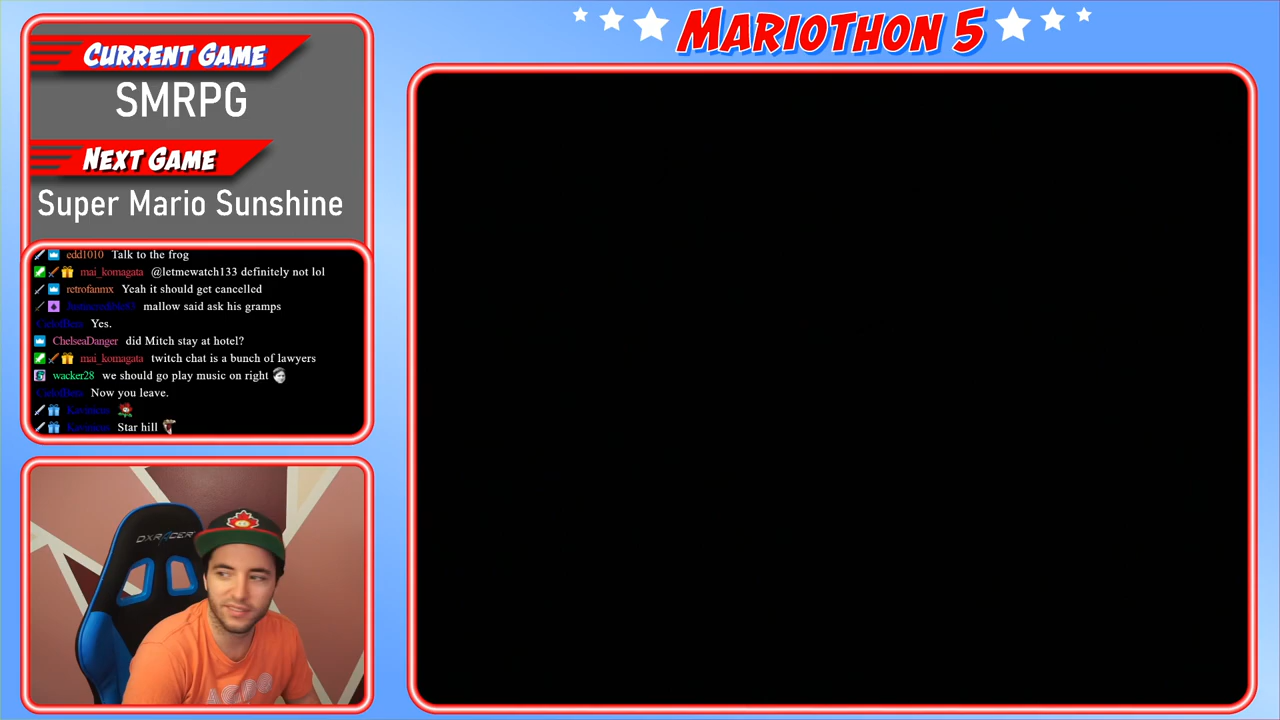 MARIOTHON 5
CURRENT GAME
SMRPG
NEXT GAME
Super Mario Sunshine
edd1010 Talk to the frog
mai_komagata @letmewatch133 definitely not lol
retrofanmx Yeah it should get cancelled
mallow said ask his gramps
Yes.
ChelseaDanger did Mitch stay at hotel?
mai_komagata twitch chat is a bunch of lawyers
wacker28 we should go play music on right
Now you leave.
Star hill
DXRACER